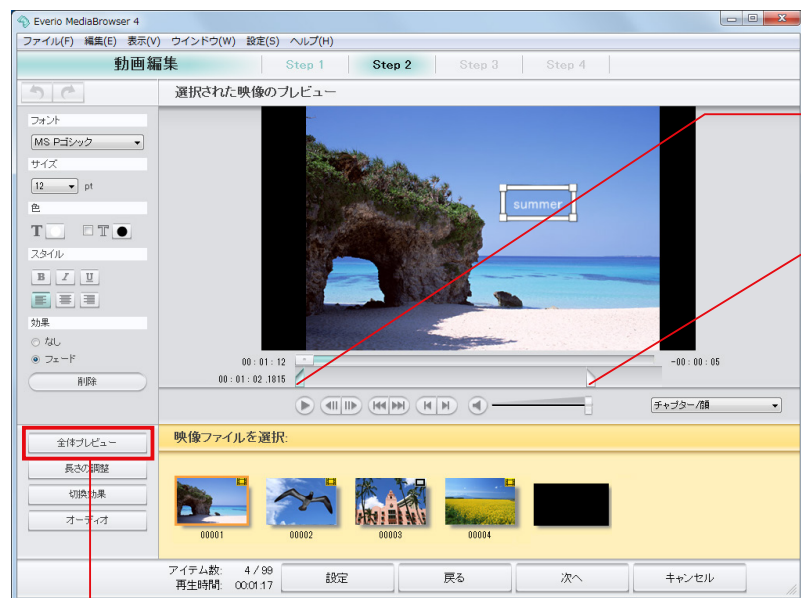 Everio MediaBrowser 4
ファイル(F) 編集(E) 表示(V) ウインドウ(W) 設定(S) ヘルプ(H)
動画編集 Step 1 Step 2 Step 3 Step 4
選択された映像のプレビュー
フォント
MS Pゴシック
サイズ
12 pt
色
T T
スタイル
B I U
効果
なし
フェード
削除
summer
00 : 01 : 12 -00 : 00 : 05
00 : 01 : 02 .1815
チャプター/顔
全体プレビュー
長さの調整
切換効果
オーディオ
映像ファイルを選択:
00001 00002 00003 00004
アイテム数: 4 / 99
再生時間: 00:01:17
設定 戻る 次へ キャンセル